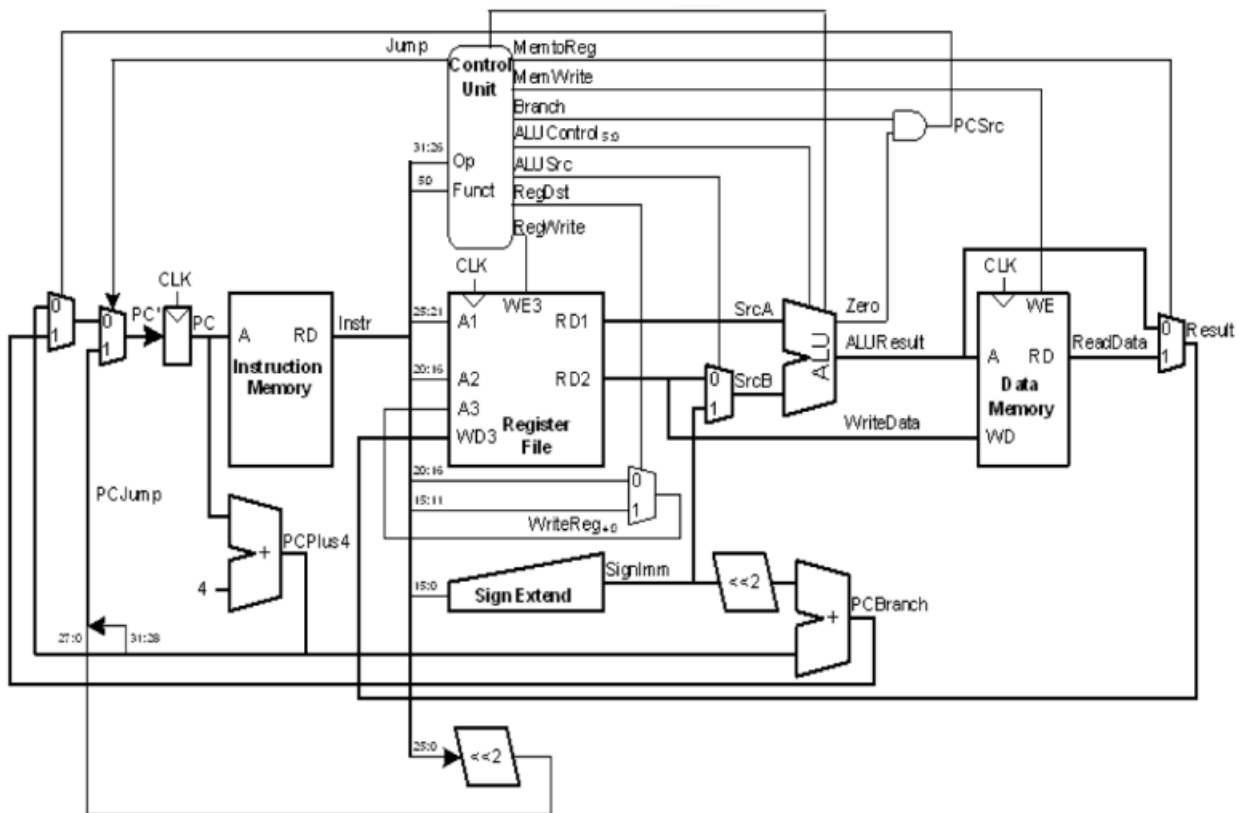 Jump
Control
Unit
MemtoReg
MemWrite
Branch
ALUControl 5:0
ALUSrc
RegDst
RegWrite
PCSrc
31:26
Op
5:0
Funct
CLK
CLK
CLK
0
1
PC'
0
1
PC
A
RD
Instruction
Memory
Instr
25:21
A1
WE3
RD1
20:16
A2
RD2
A3
WD3
Register
File
SrcA
0
SrcB
1
ALU
Zero
ALUResult
WE
A
RD
Data
Memory
WD
ReadData
0
1
Result
WriteData
20:16
0
15:11
1
PCJump
PCPlus4
+
4
15:0
Sign Extend
SignImm
<<2
+
PCBranch
27:0
31:28
25:0
<<2